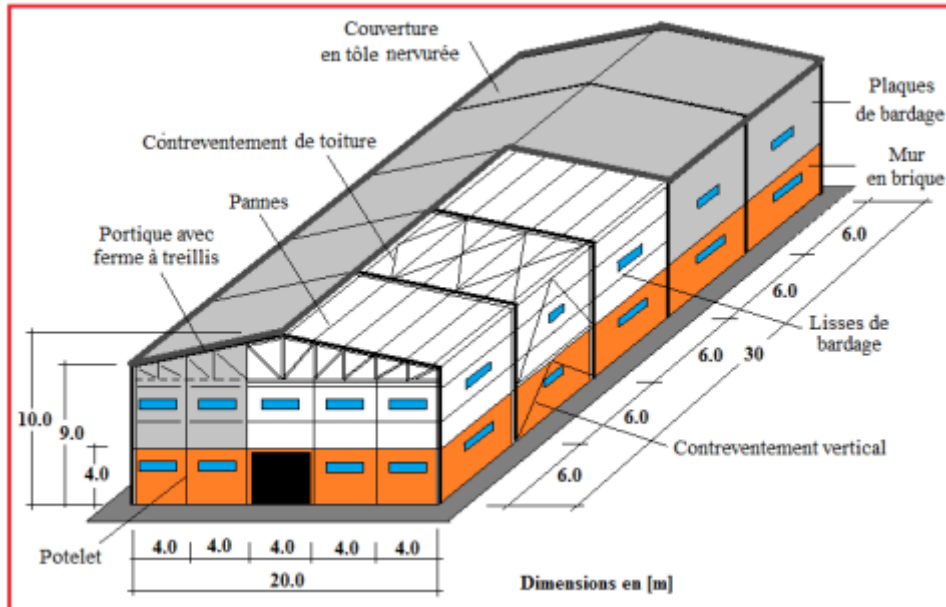 Couverture
en tôle nervurée
Plaques
de bardage
Contreventement de toiture
Mur
en brique
Pannes
Portique avec
ferme à treillis
6.0
6.0
Lisses de
bardage
6.0
30
10.0
9.0
6.0
4.0
6.0
Contreventement vertical
Potelet
4.0
4.0
4.0
4.0
4.0
20.0
Dimensions en [m]